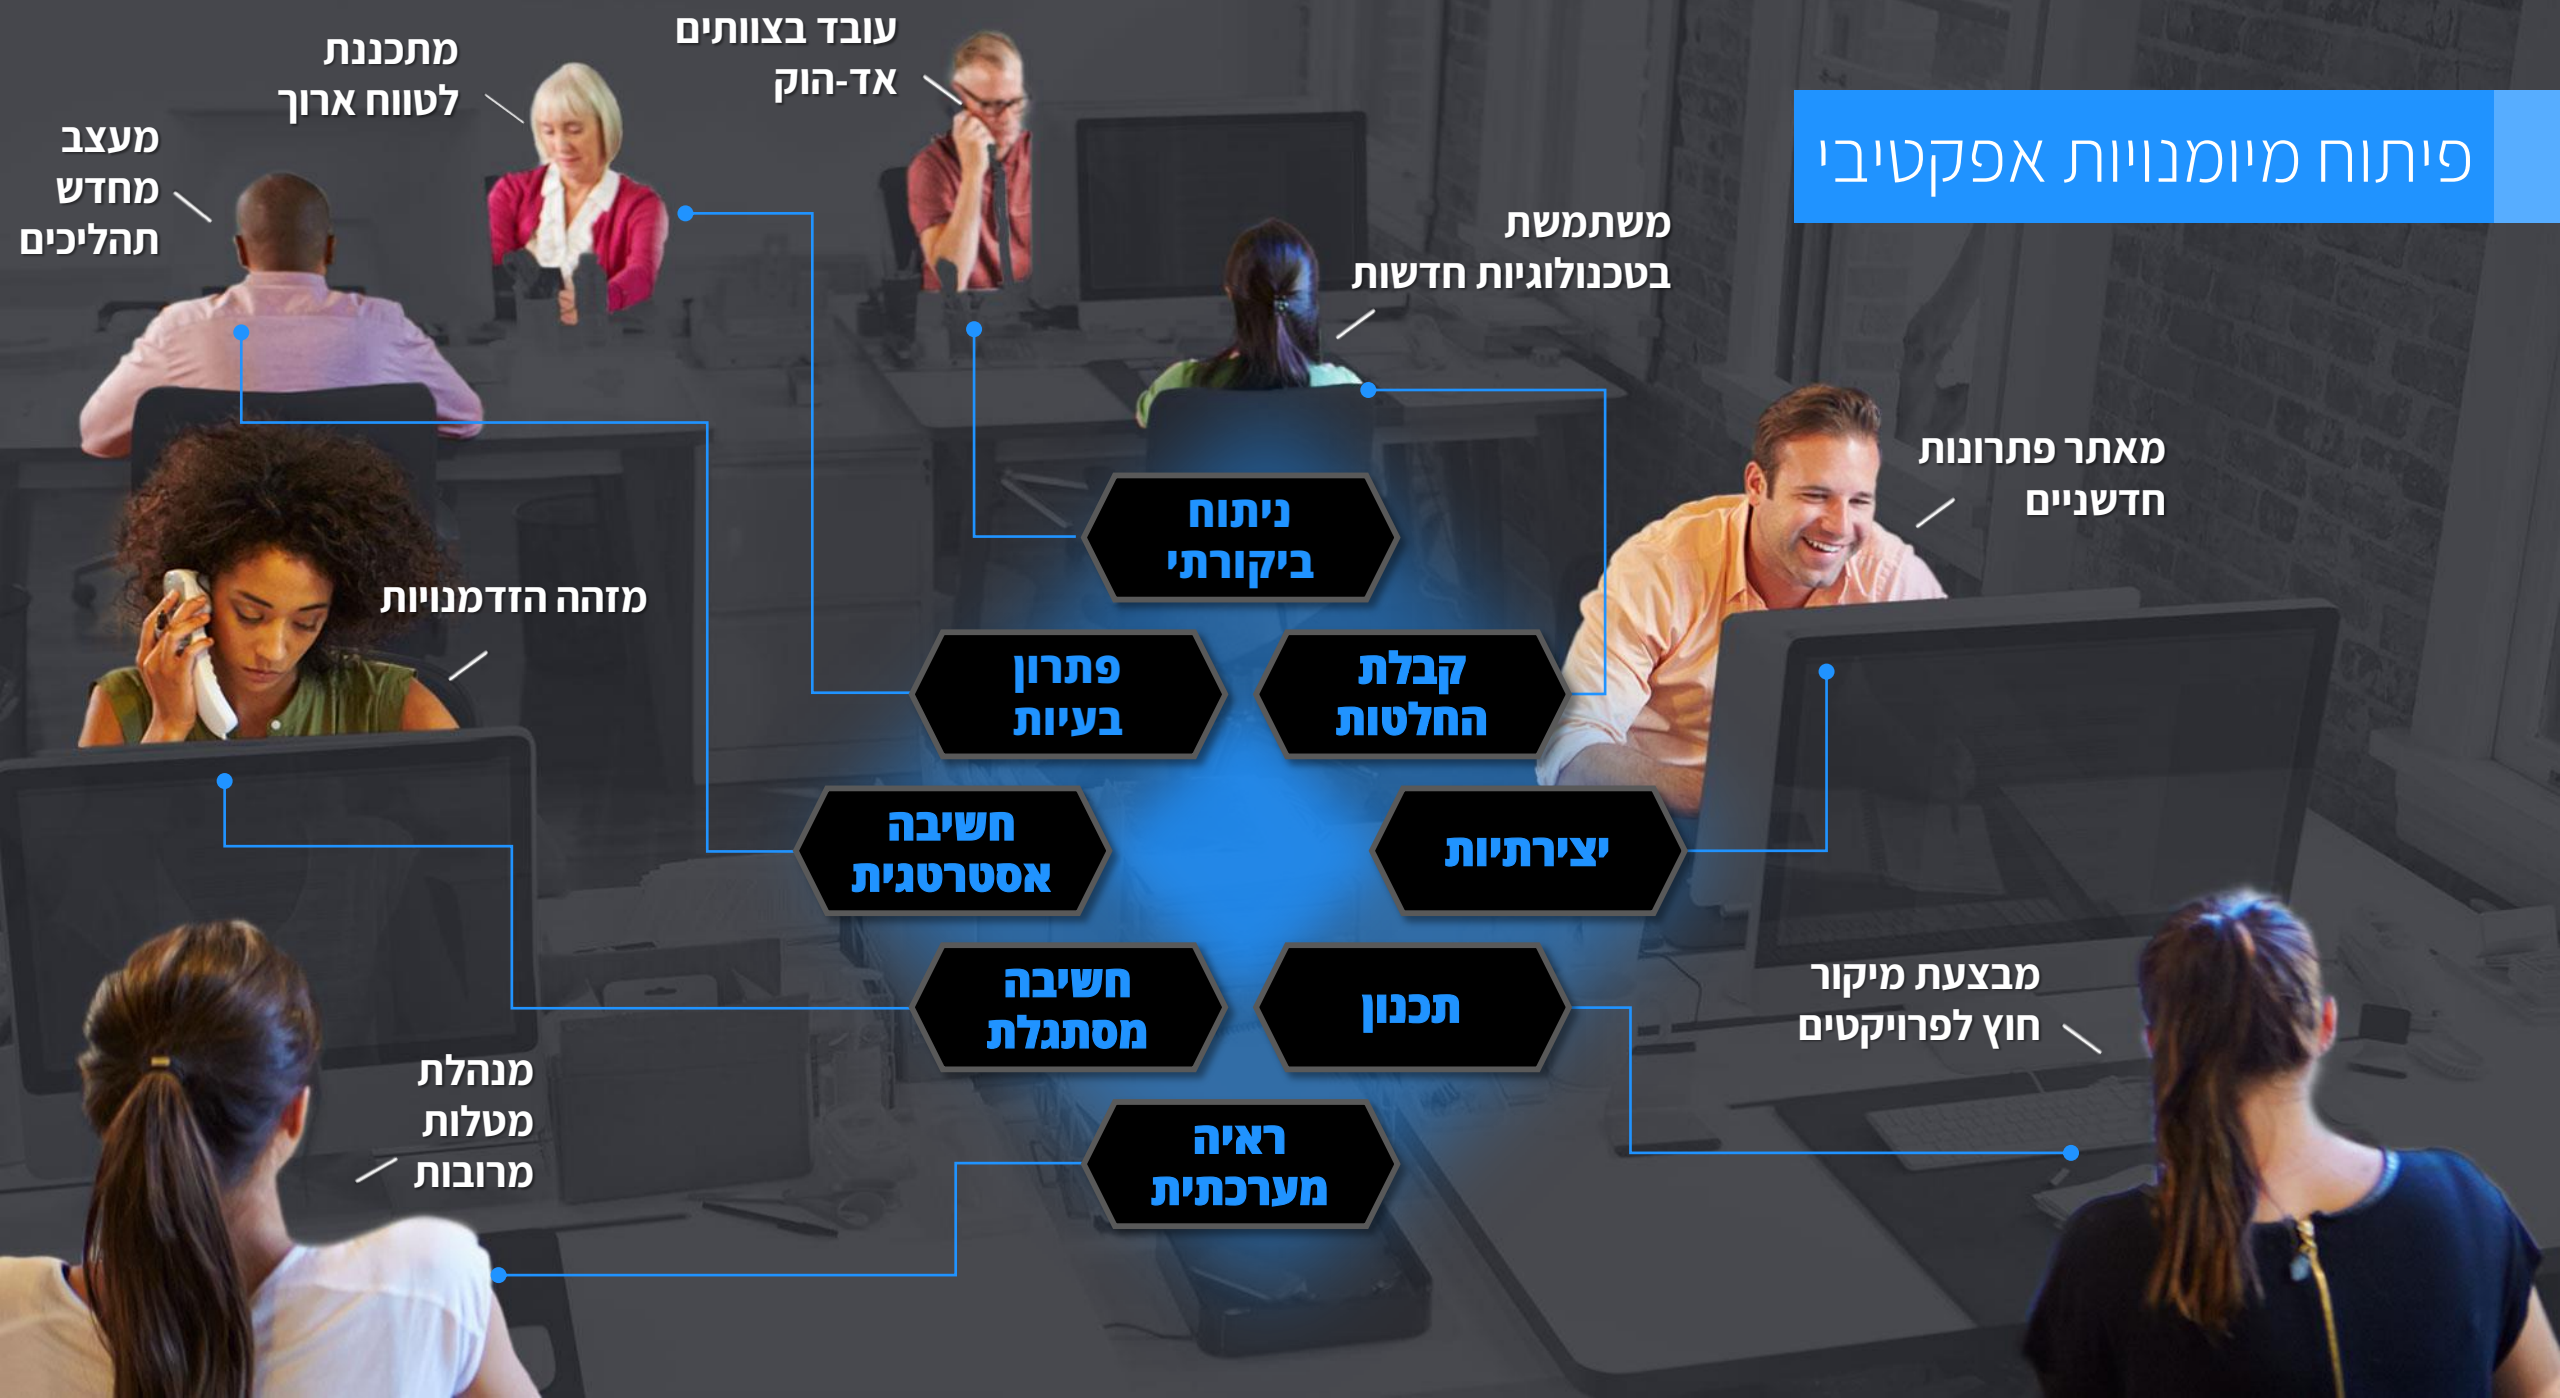 פיתוח מיומנויות אפקטיבי
עובד בצוותים
אד-הוק
מתכננת
לטווח ארוך
מעצב
מחדש
תהליכים
משתמשת
בטכנולוגיות חדשות
מאתר פתרונות
חדשניים
מזהה הזדמנויות
מבצעת מיקור
חוץ לפרויקטים
מנהלת
מטלות
מרובות
ניתוח
ביקורתי
קבלת
החלטות
פתרון
בעיות
יצירתיות
חשיבה
אסטרטגית
תכנון
חשיבה
מסתגלת
ראיה
מערכתית